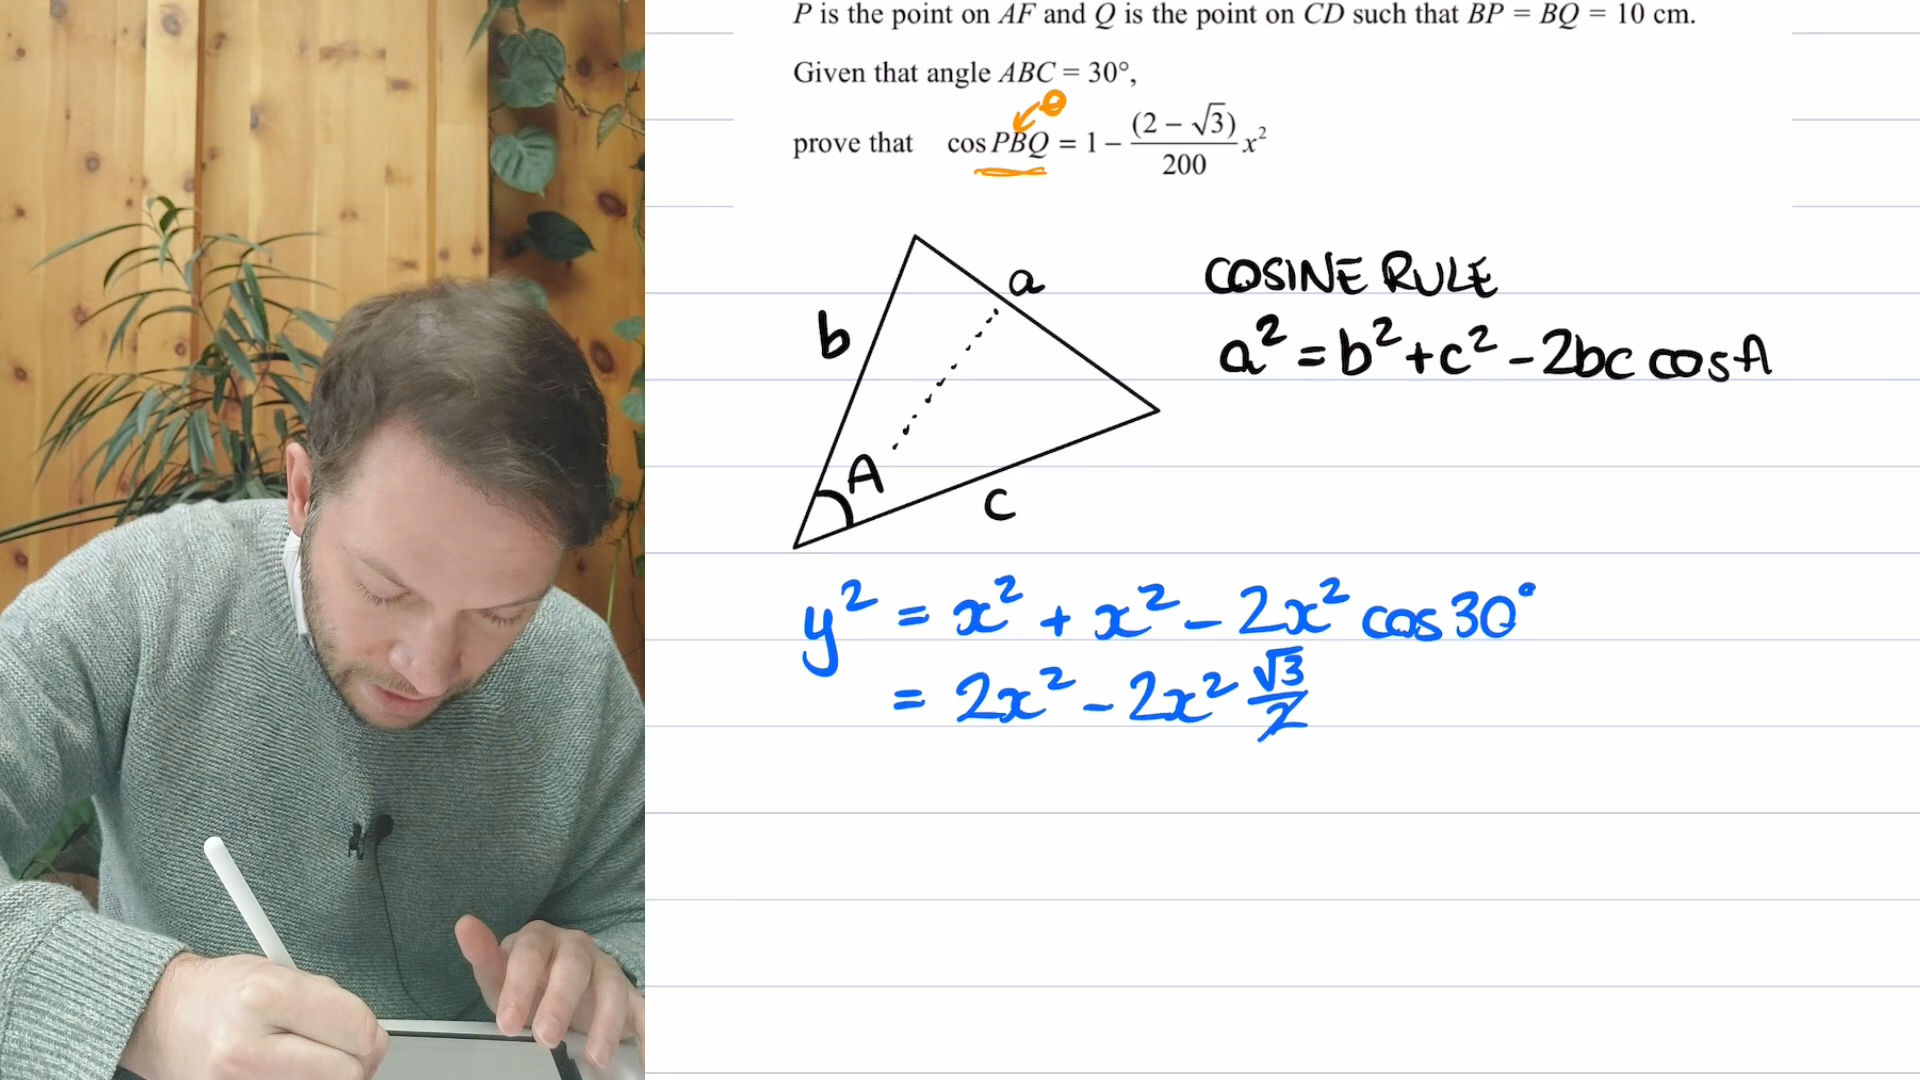 P is the point on AF and Q is the point on CD such that BP = BQ = 10 cm.
Given that angle ABC = 30°,
θ
prove that cos PBQ = 1 − (2 − √3)/200 x²
a
b
A
c
COSINE RULE
a² = b² + c² − 2bc cos A
y² = x² + x² − 2x² cos 30°
= 2x² − 2x² √3/2